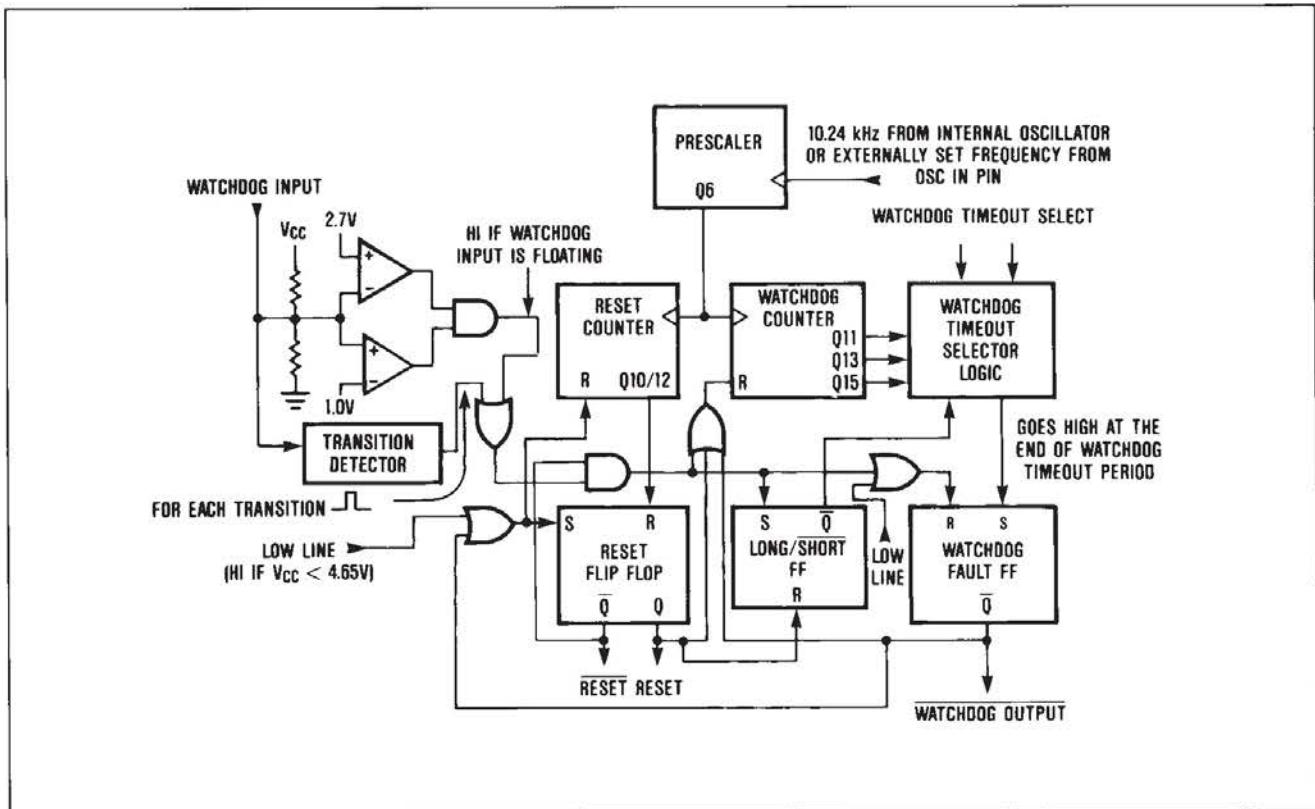 PRESCALER
Q6
10.24 kHz FROM INTERNAL OSCILLATOR
OR EXTERNALLY SET FREQUENCY FROM
OSC IN PIN
WATCHDOG INPUT
VCC
2.7V
+
−
+
−
1.0V
HI IF WATCHDOG
INPUT IS FLOATING
WATCHDOG TIMEOUT SELECT
RESET
COUNTER
R
Q10/12
WATCHDOG
COUNTER
Q11
Q13
Q15
R
WATCHDOG
TIMEOUT
SELECTOR
LOGIC
TRANSITION
DETECTOR
FOR EACH TRANSITION
GOES HIGH AT THE
END OF WATCHDOG
TIMEOUT PERIOD
LOW LINE
(HI IF VCC < 4.65V)
S
R
RESET
FLIP FLOP
Q̅
Q
S
Q̅
LONG/S̅H̅O̅R̅T̅
FF
R
LOW
LINE
R
S
WATCHDOG
FAULT FF
Q̅
R̅E̅S̅E̅T̅ RESET
W̅A̅T̅C̅H̅D̅O̅G̅ O̅U̅T̅P̅U̅T̅